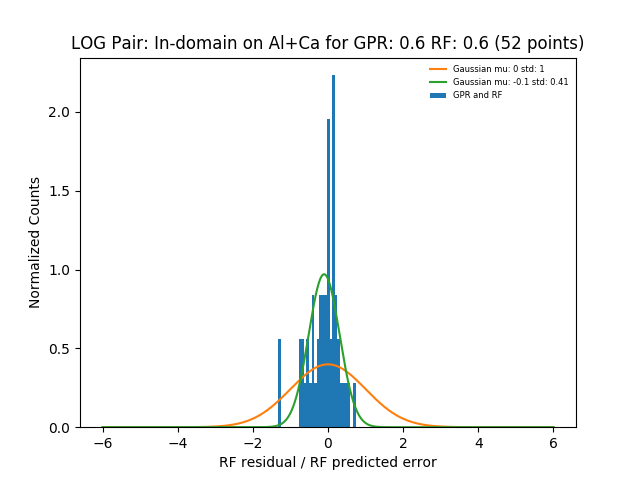 LOG Pair: In-domain on Al+Ca for GPR: 0.6 RF: 0.6 (52 points)
Gaussian mu: 0 std: 1
Gaussian mu: -0.1 std: 0.41
GPR and RF
Normalized Counts
2.0
1.5
1.0
0.5
0.0
−6
−4
−2
0
2
4
6
RF residual / RF predicted error